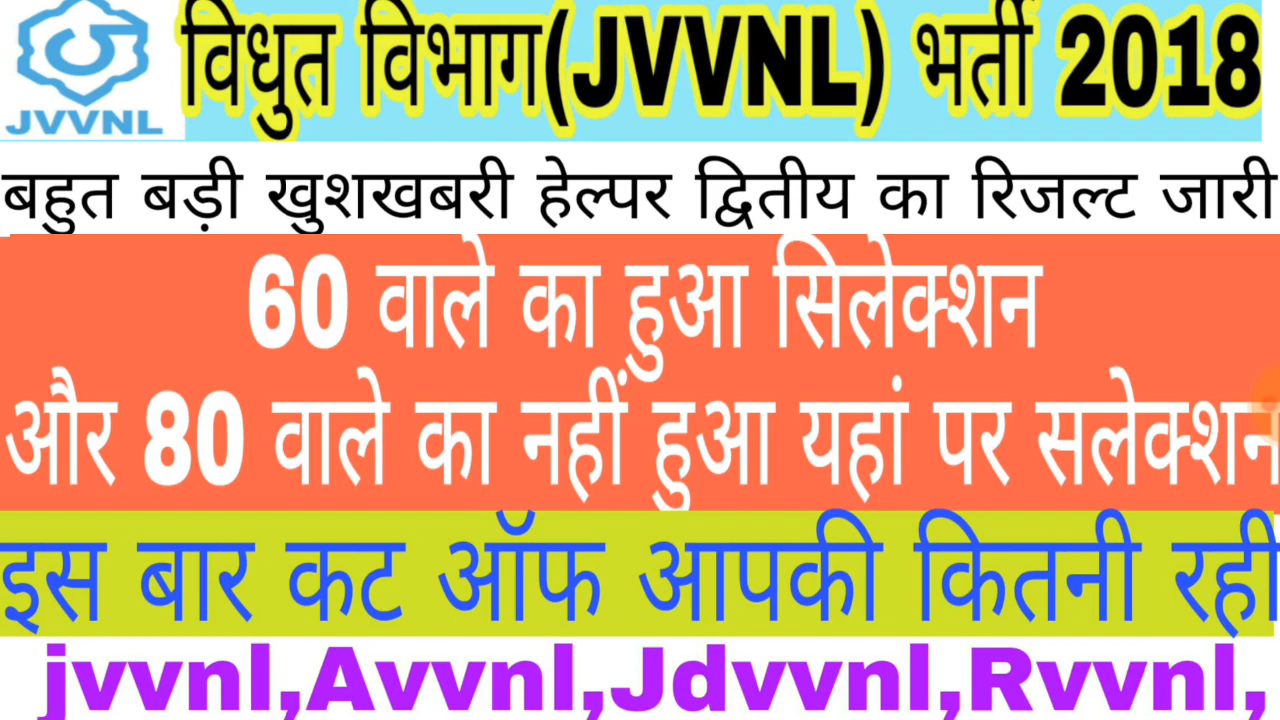 JVVNL
विधुत विभाग(JVVNL) भर्ती 2018
बहुत बड़ी खुशखबरी हेल्पर द्वितीय का रिजल्ट जारी
60 वाले का हुआ सिलेक्शन
और 80 वाले का नहीं हुआ यहां पर सलेक्शन
इस बार कट ऑफ आपकी कितनी रही
jvvnl,Avvnl,Jdvvnl,Rvvnl,